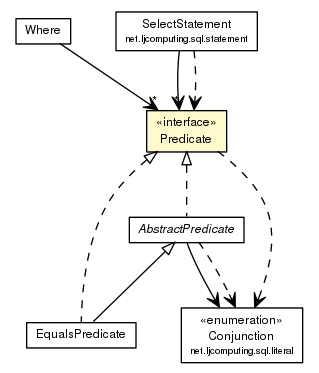 Where
SelectStatement
net.ljcomputing.sql.statement
*
«interface»
Predicate
AbstractPredicate
EqualsPredicate
«enumeration»
Conjunction
net.ljcomputing.sql.literal